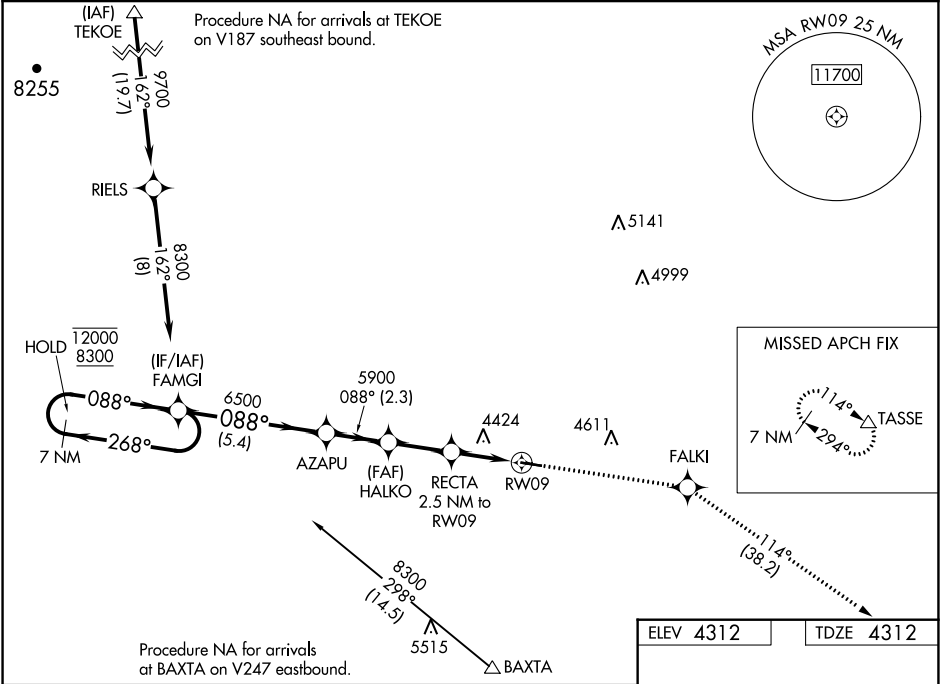 (IAF)
TEKOE
Procedure NA for arrivals at TEKOE
on V187 southeast bound.
MSA RW09 25 NM
11700
8255
9700
162°
(19.7)
RIELS
5141
4999
8300
162°
(8)
HOLD
12000
8300
(IF/IAF)
FAMGI
088°
268°
7 NM
6500
088°
(5.4)
5900
088° (2.3)
AZAPU
(FAF)
HALKO
RECTA
2.5 NM to
RW09
4424
RW09
4611
FALKI
114°
(38.2)
MISSED APCH FIX
114°
294°
7 NM
TASSE
8300
298°
(14.5)
5515
BAXTA
Procedure NA for arrivals
at BAXTA on V247 eastbound.
ELEV 4312
TDZE 4312